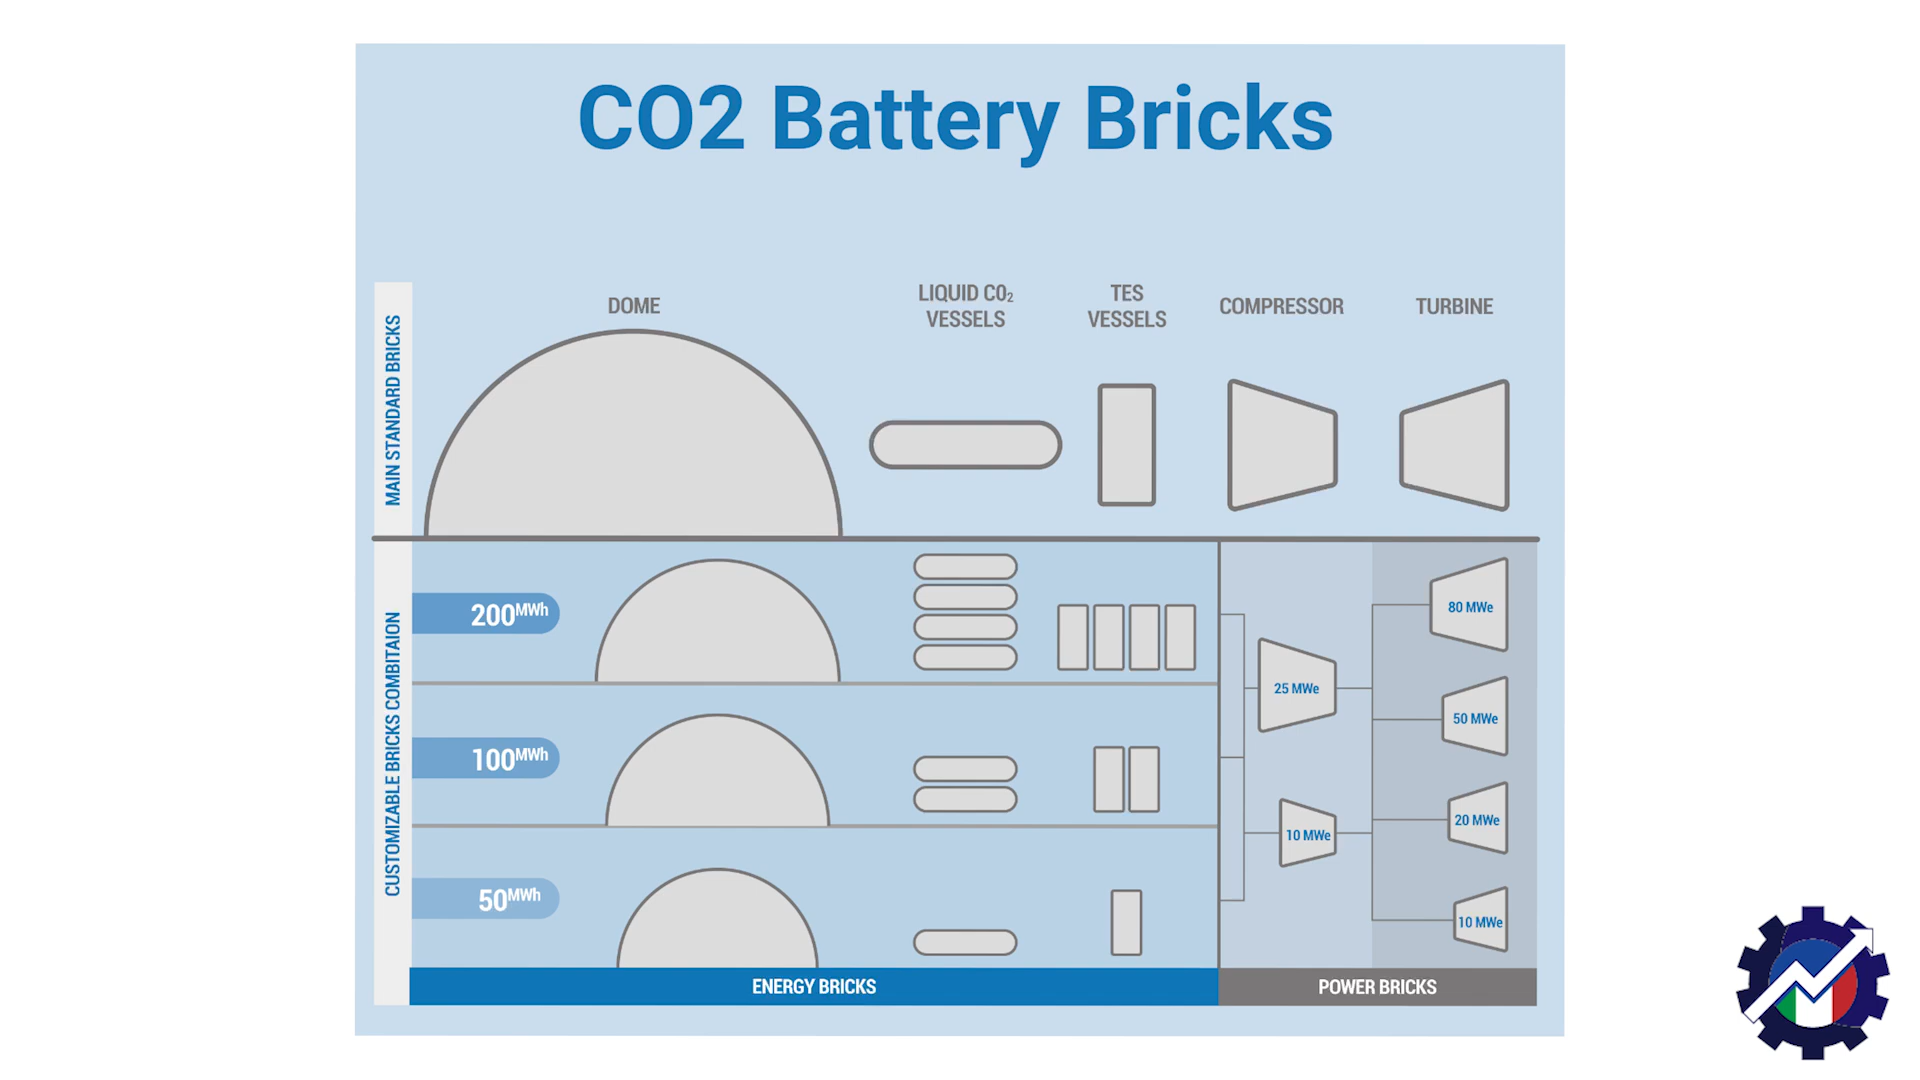 CO2 Battery Bricks
MAIN STANDARD BRICKS
DOME
LIQUID C0₂
VESSELS
TES
VESSELS
COMPRESSOR
TURBINE
CUSTOMIZABLE BRICKS COMBITAION
200MWh
100MWh
50MWh
25 MWe
10 MWe
80 MWe
50 MWe
20 MWe
10 MWe
ENERGY BRICKS
POWER BRICKS